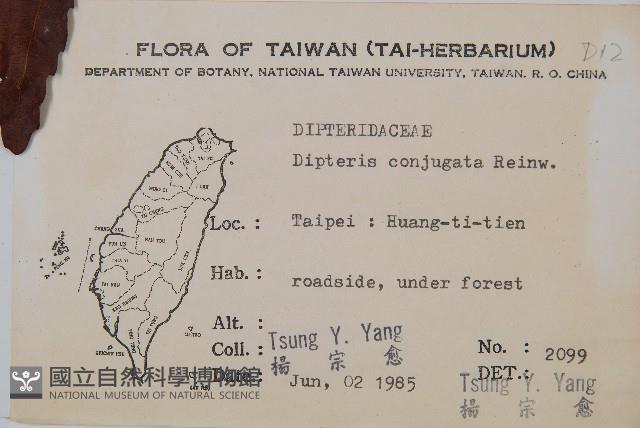 FLORA OF TAIWAN (TAI-HERBARIUM) D12
DEPARTMENT OF BOTANY, NATIONAL TAIWAN UNIVERSITY, TAIWAN. R. O. CHINA
DIPTERIDACEAE
Dipteris conjugata Reinw.
Loc. : Taipei : Huang-ti-tien
Hab. : roadside, under forest
Alt. :
Coll. : Tsung Y. Yang
楊 宗 愈
No. : 2099
Date : Jun, 02 1985
DET.: Tsung Y. Yang
楊 宗 愈
國立自然科學博物館
NATIONAL MUSEUM OF NATURAL SCIENCE